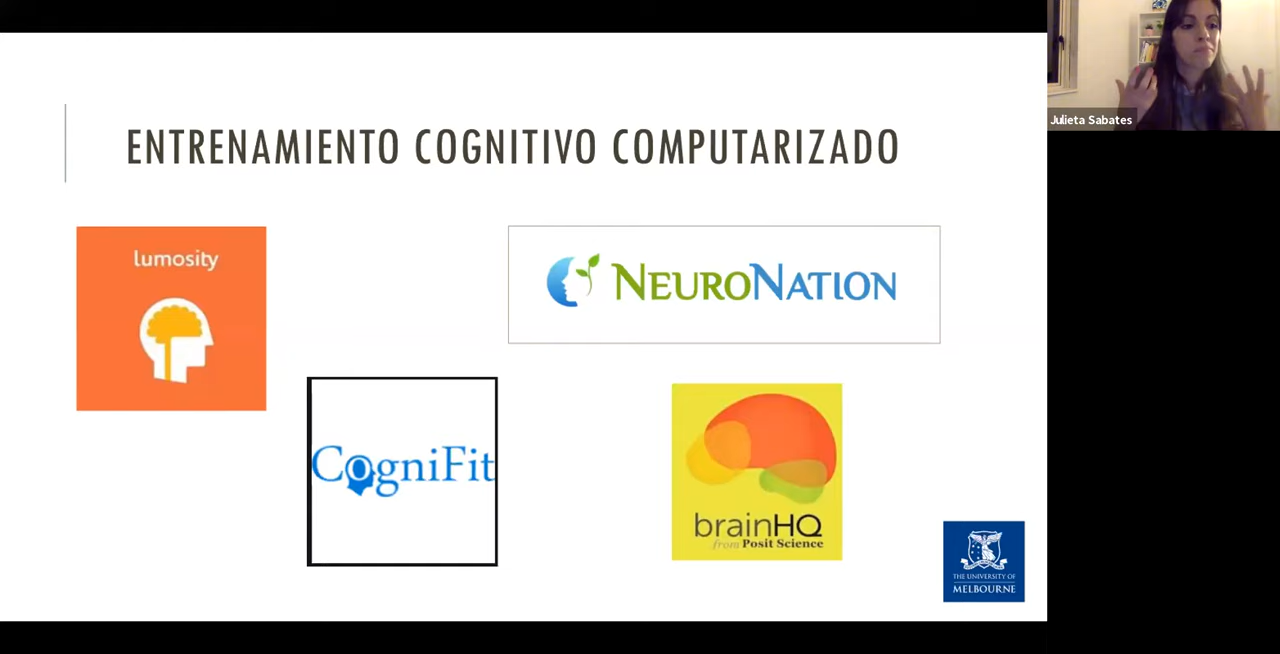 Julieta Sabates
ENTRENAMIENTO COGNITIVO COMPUTARIZADO
lumosity
NEURONATION
CogniFit
brainHQ
from Posit Science
THE UNIVERSITY OF
MELBOURNE